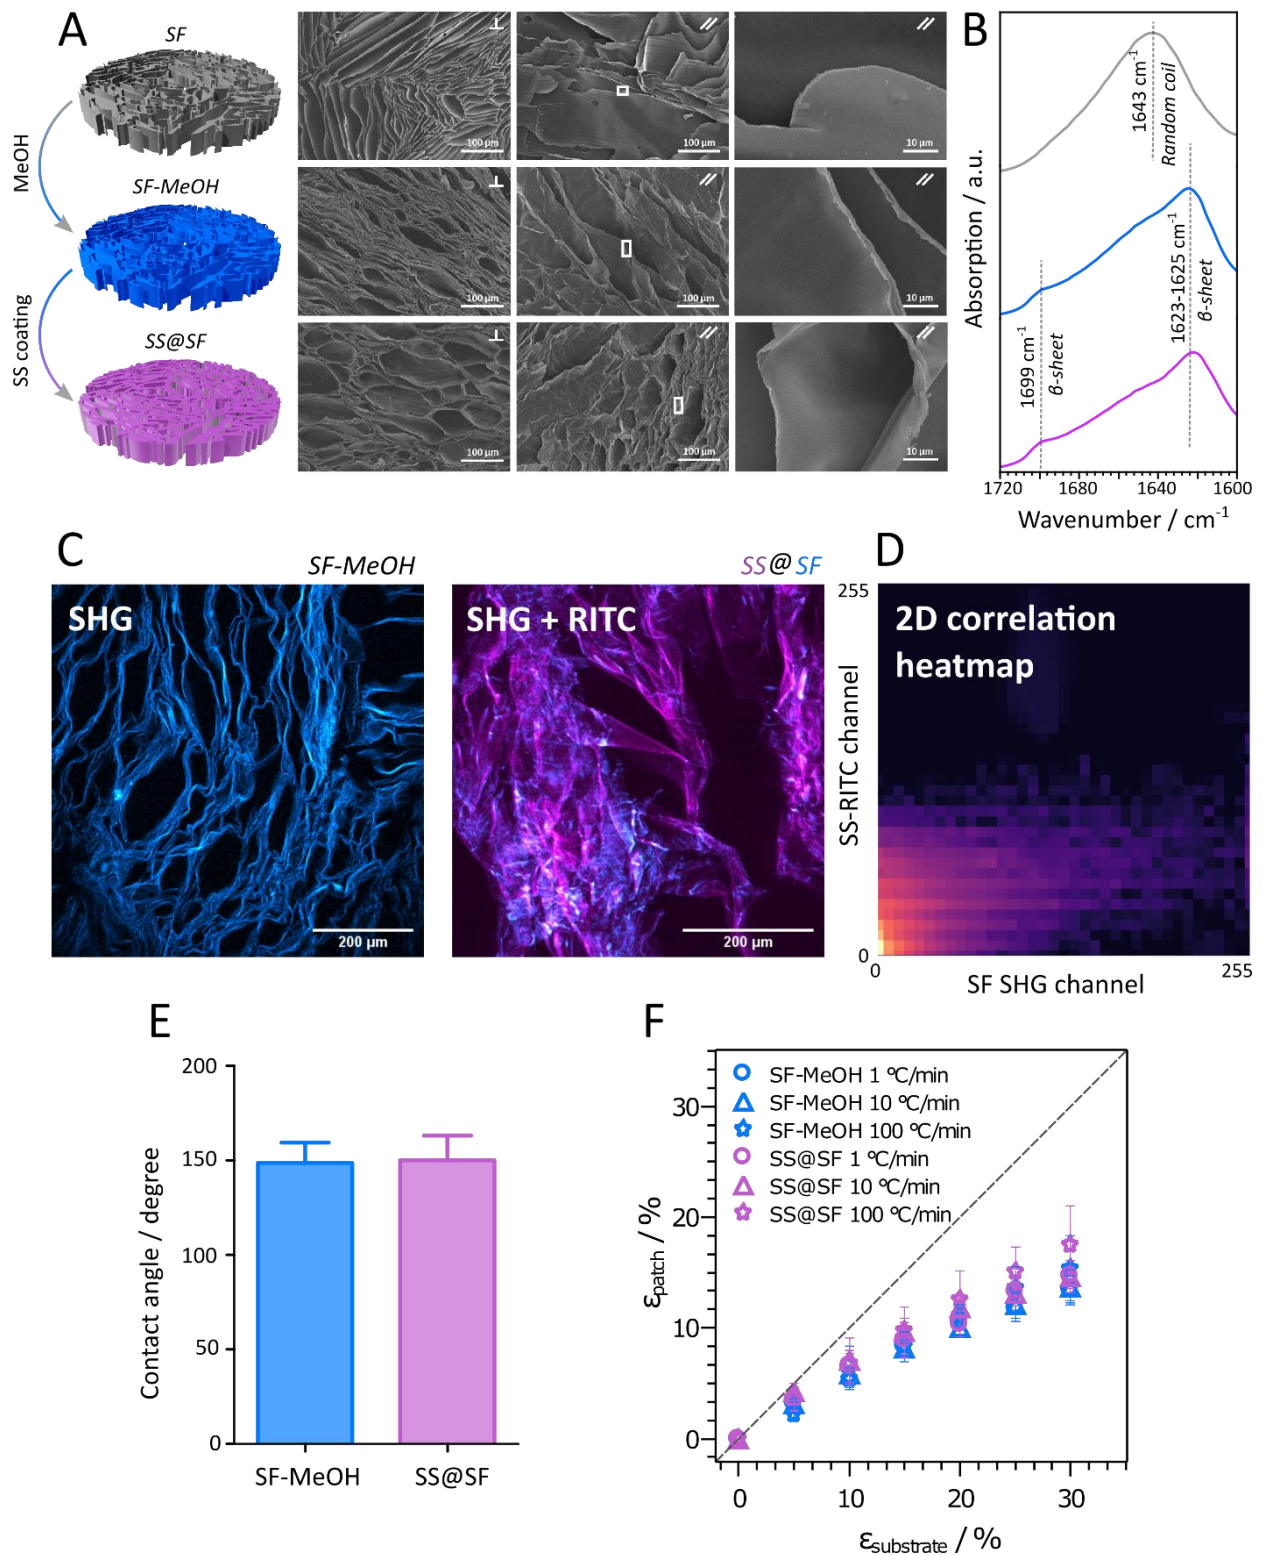 A
SF
MeOH
SF-MeOH
SS coating
SS@SF
⊥
100 µm
//
100 µm
//
10 µm
⊥
100 µm
//
100 µm
//
10 µm
⊥
100 µm
//
100 µm
//
10 µm
B
Absorption / a.u.
1643 cm⁻¹
Random coil
1623-1625 cm⁻¹
β-sheet
1699 cm⁻¹
β-sheet
1720 1680 1640 1600
Wavenumber / cm⁻¹
C
SF-MeOH
SHG
200 µm
SS@SF
SHG + RITC
200 µm
D
255
2D correlation
heatmap
SS-RITC channel
0
0 255
SF SHG channel
E
Contact angle / degree
200
150
100
50
0
SF-MeOH SS@SF
F
SF-MeOH 1 °C/min
SF-MeOH 10 °C/min
SF-MeOH 100 °C/min
SS@SF 1 °C/min
SS@SF 10 °C/min
SS@SF 100 °C/min
εpatch / %
30
20
10
0
0 10 20 30
εsubstrate / %